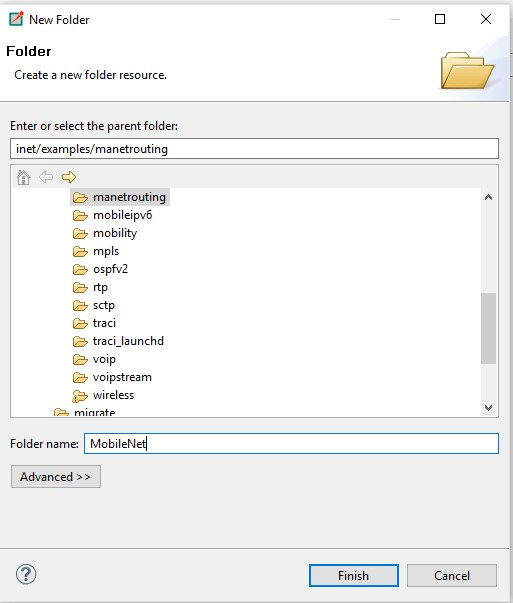 New Folder
Folder
Create a new folder resource.
Enter or select the parent folder:
inet/examples/manetrouting
manetrouting
mobileipv6
mobility
mpls
ospfv2
rtp
sctp
traci
traci_launchd
voip
voipstream
wireless
migrate
Folder name: MobileNet
Advanced >>
? Finish Cancel